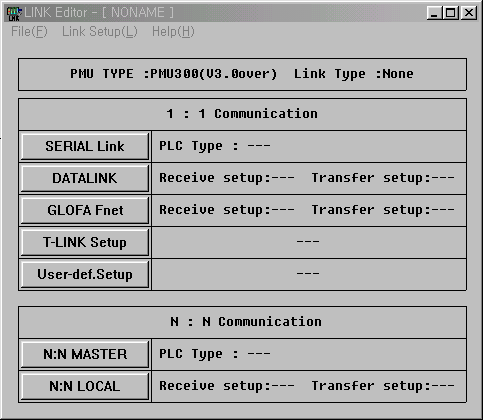 LINK Editor - [ NONAME ]
File(F) Link Setup(L) Help(H)
PMU TYPE :PMU300(V3.0over) Link Type :None
1 : 1 Communication
SERIAL Link PLC Type : ---
DATALINK Receive setup:--- Transfer setup:---
GLOFA Fnet Receive setup:--- Transfer setup:---
T-LINK Setup ---
User-def.Setup ---
N : N Communication
N:N MASTER PLC Type : ---
N:N LOCAL Receive setup:--- Transfer setup:---